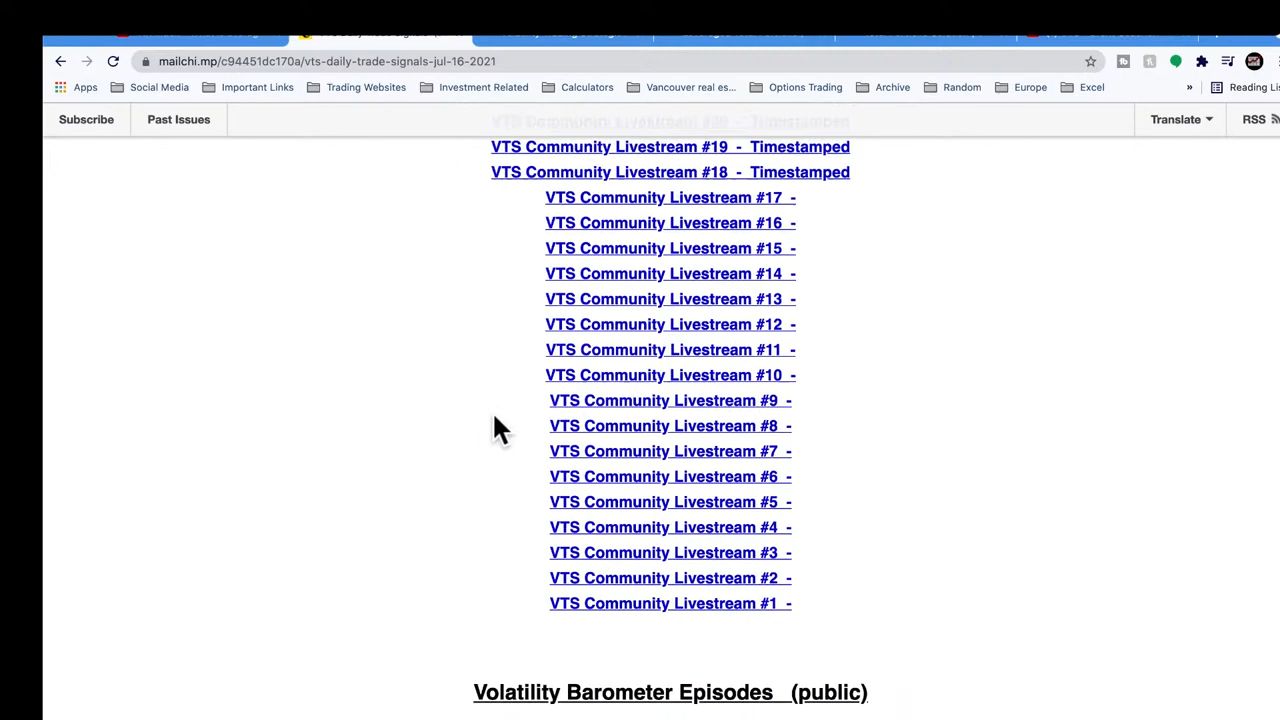 mailchi.mp/c94451dc170a/vts-daily-trade-signals-jul-16-2021
Apps Social Media Important Links Trading Websites Investment Related Calculators Vancouver real es... Options Trading Archive Random Europe Excel » Reading Lis
Subscribe Past Issues Translate RSS
VTS Community Livestream #19 - Timestamped
VTS Community Livestream #18 - Timestamped
VTS Community Livestream #17 -
VTS Community Livestream #16 -
VTS Community Livestream #15 -
VTS Community Livestream #14 -
VTS Community Livestream #13 -
VTS Community Livestream #12 -
VTS Community Livestream #11 -
VTS Community Livestream #10 -
VTS Community Livestream #9 -
VTS Community Livestream #8 -
VTS Community Livestream #7 -
VTS Community Livestream #6 -
VTS Community Livestream #5 -
VTS Community Livestream #4 -
VTS Community Livestream #3 -
VTS Community Livestream #2 -
VTS Community Livestream #1 -
Volatility Barometer Episodes (public)